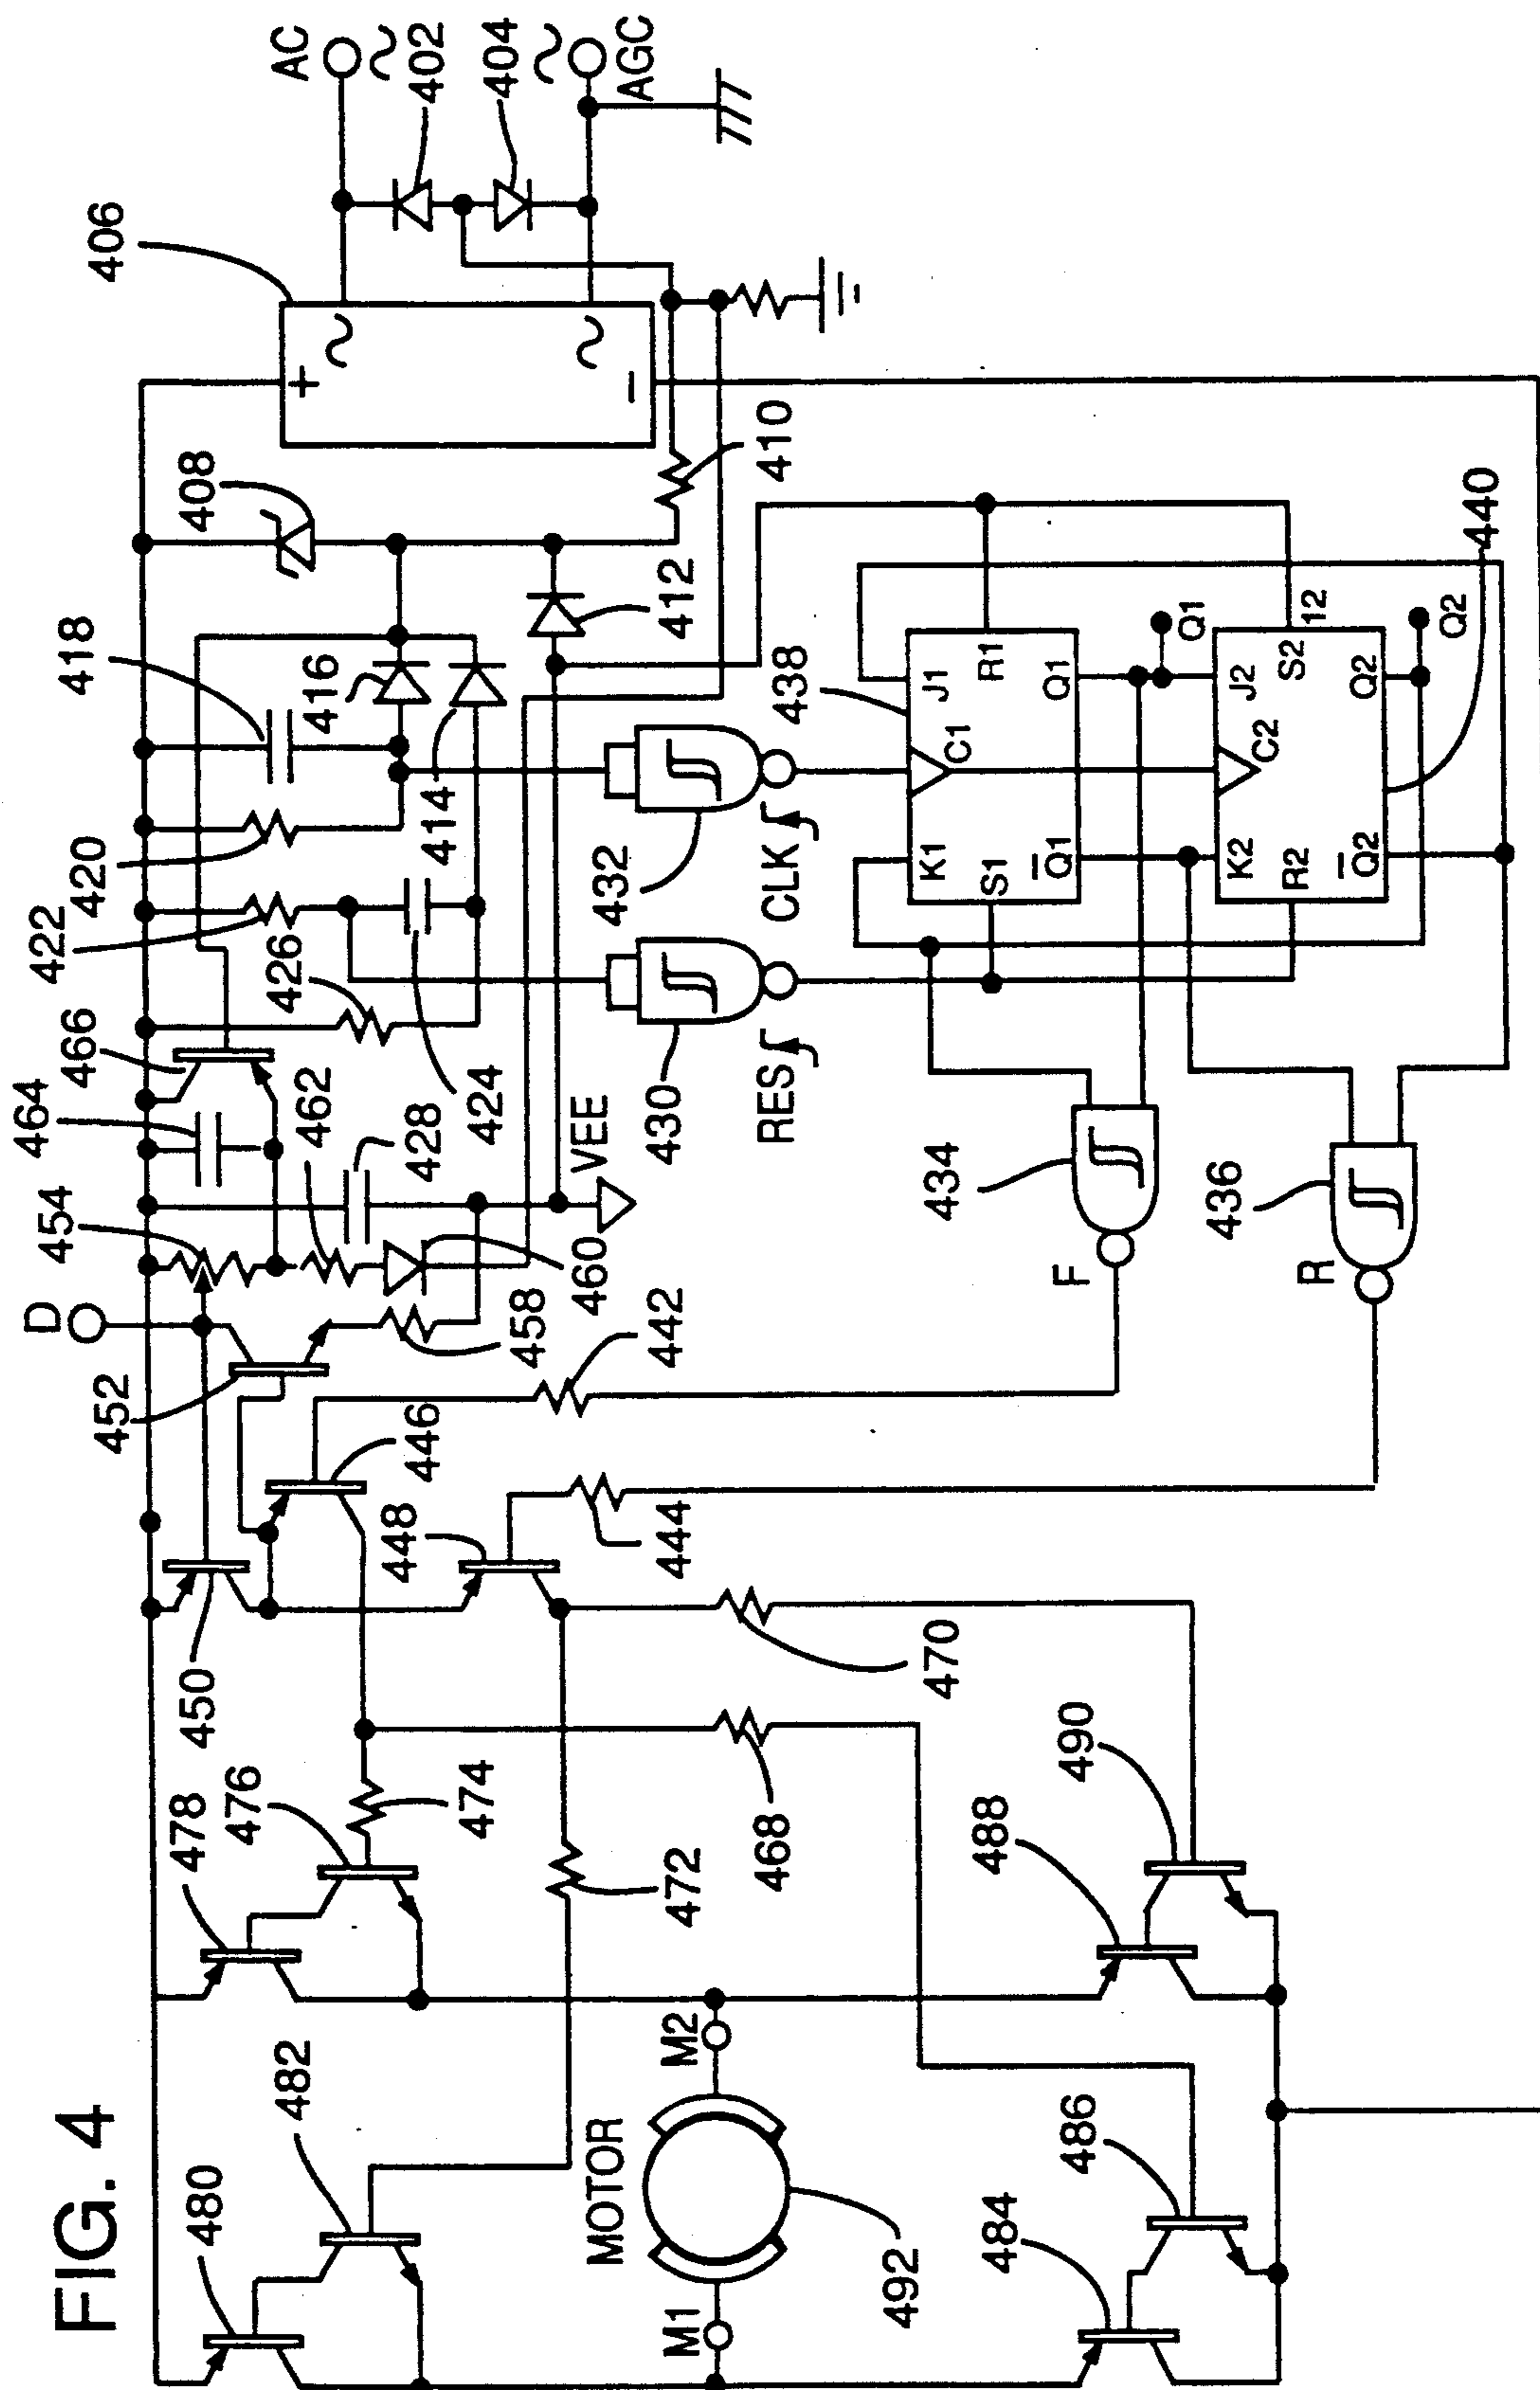 FIG. 4
480
482
478
476
474
472
468
450
448
446
444
442
452
D
454
464
466
462
458
460
428
426
424
422
420
418
416
414
408
406
412
410
AC
~
402
404
~
AGC
+
~
~
−
VEE
RES
430
CLK
432
438
440
K1
C1
J1
R1
S1
Q̅1
Q1
Q1
K2
C2
J2
S2
12
R2
Q̅2
Q2
Q2
434
436
F
R
470
MOTOR
M1
M2
492
484
486
488
490